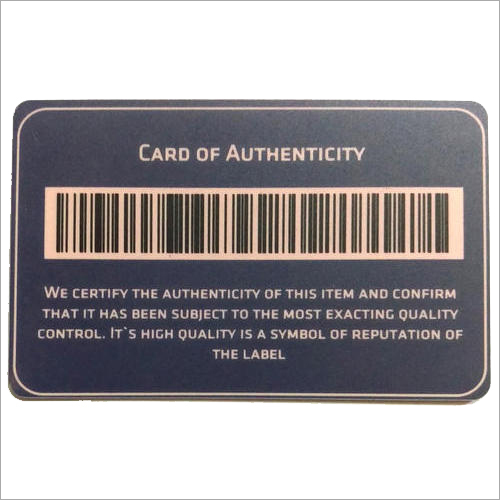 CARD OF AUTHENTICITY
WE CERTIFY THE AUTHENTICITY OF THIS ITEM AND CONFIRM
THAT IT HAS BEEN SUBJECT TO THE MOST EXACTING QUALITY
CONTROL. IT`S HIGH QUALITY IS A SYMBOL OF REPUTATION OF
THE LABEL